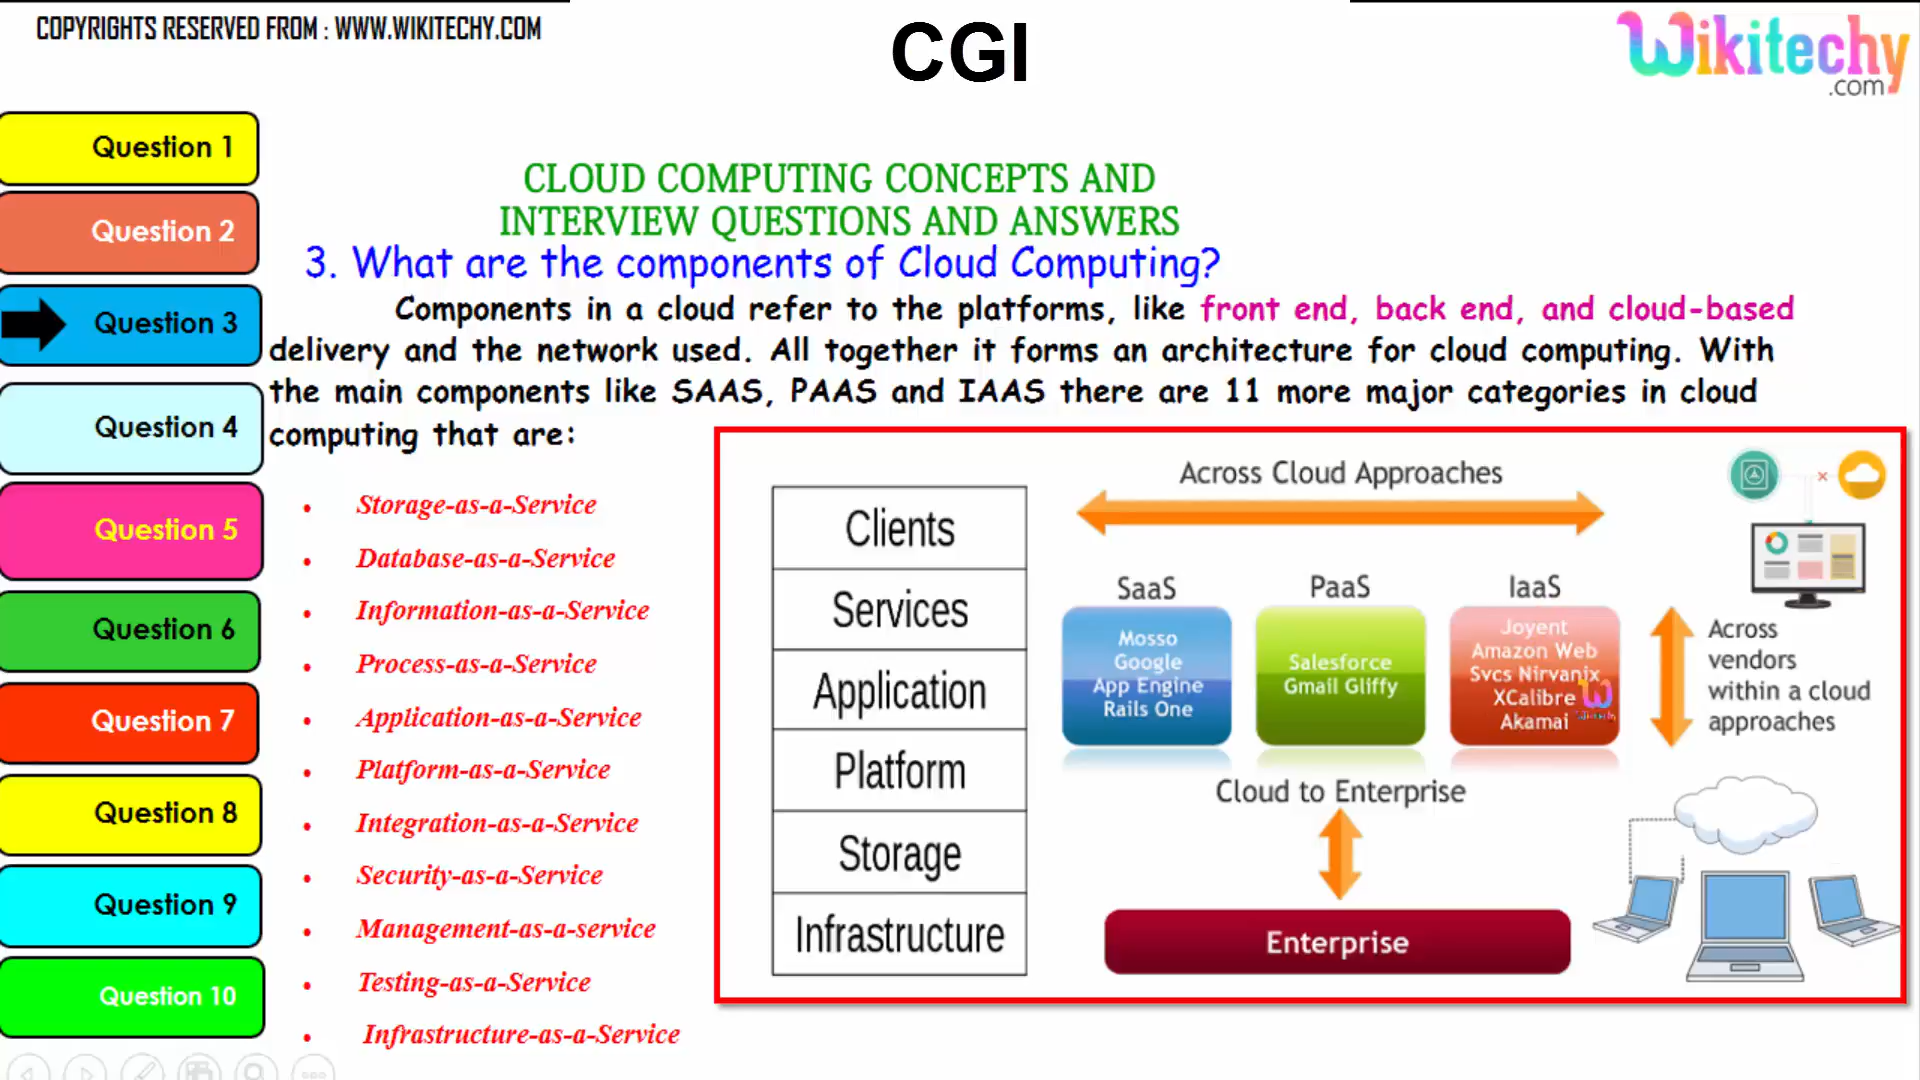 COPYRIGHTS RESERVED FROM : WWW.WIKITECHY.COM
CGI
Wikitechy
.com
Question 1
Question 2
Question 3
Question 4
Question 5
Question 6
Question 7
Question 8
Question 9
Question 10
CLOUD COMPUTING CONCEPTS AND
INTERVIEW QUESTIONS AND ANSWERS
3. What are the components of Cloud Computing?
Components in a cloud refer to the platforms, like front end, back end, and cloud-based
delivery and the network used. All together it forms an architecture for cloud computing. With
the main components like SAAS, PAAS and IAAS there are 11 more major categories in cloud
computing that are:
• Storage-as-a-Service
• Database-as-a-Service
• Information-as-a-Service
• Process-as-a-Service
• Application-as-a-Service
• Platform-as-a-Service
• Integration-as-a-Service
• Security-as-a-Service
• Management-as-a-service
• Testing-as-a-Service
• Infrastructure-as-a-Service
Clients
Services
Application
Platform
Storage
Infrastructure
Across Cloud Approaches
SaaS
Mosso
Google
App Engine
Rails One
PaaS
Salesforce
Gmail Gliffy
IaaS
Joyent
Amazon Web
Svcs Nirvanix
XCalibre
Akamai
Across
vendors
within a cloud
approaches
Cloud to Enterprise
Enterprise